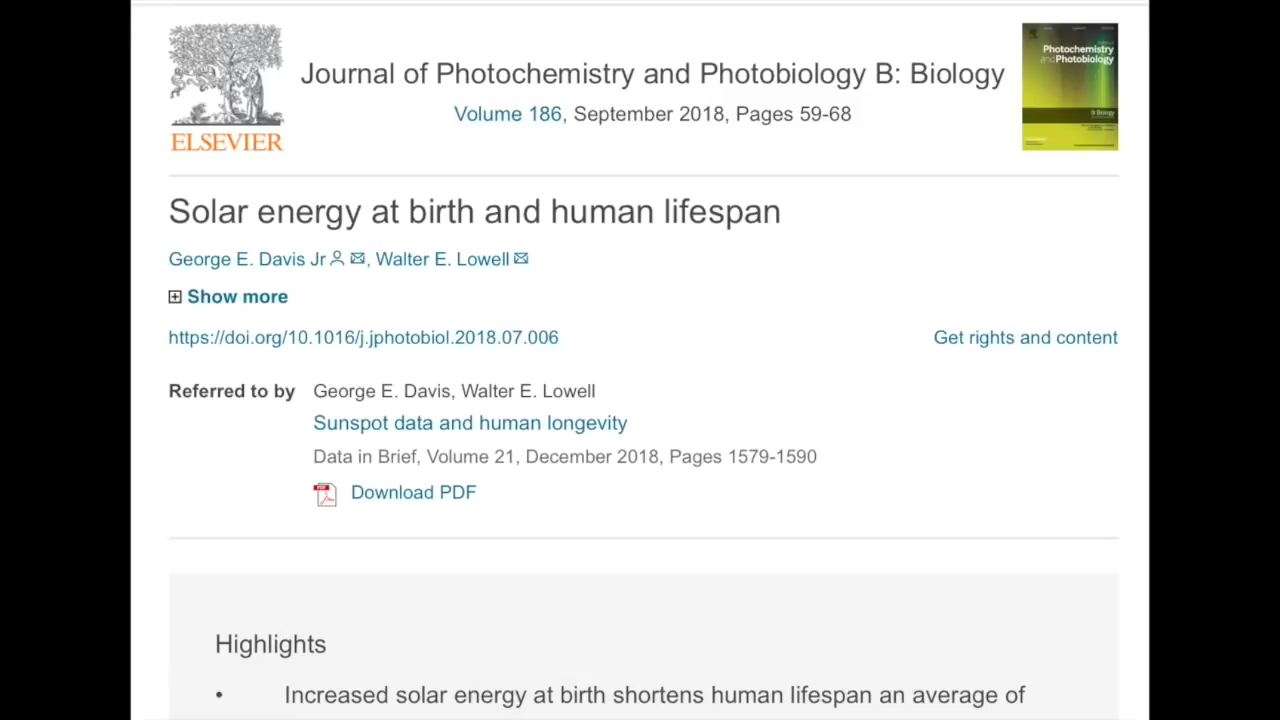 ELSEVIER
Journal of Photochemistry and Photobiology B: Biology
Volume 186, September 2018, Pages 59-68
Photochemistry
and Photobiology
B Biology
Solar energy at birth and human lifespan
George E. Davis Jr, Walter E. Lowell
Show more
https://doi.org/10.1016/j.jphotobiol.2018.07.006
Get rights and content
Referred to by George E. Davis, Walter E. Lowell
Sunspot data and human longevity
Data in Brief, Volume 21, December 2018, Pages 1579-1590
PDF Download PDF
Highlights
• Increased solar energy at birth shortens human lifespan an average of